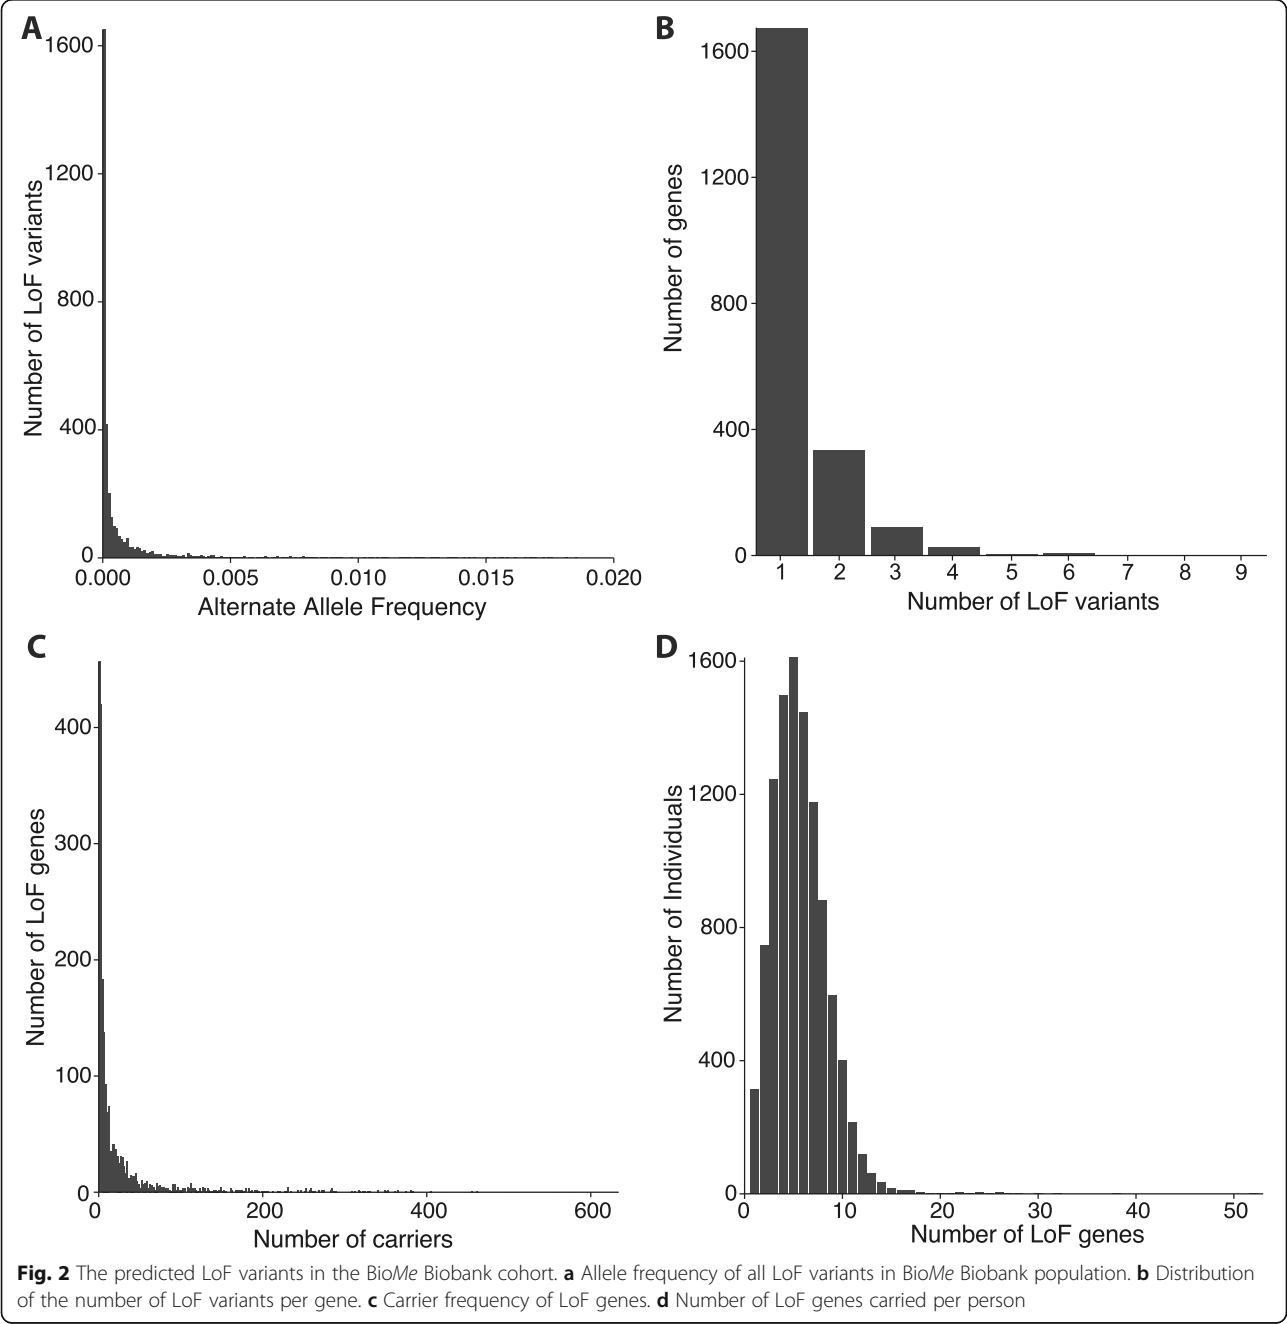 A
1600
1200
800
400
0
Number of LoF variants
0.000 0.005 0.010 0.015 0.020
Alternate Allele Frequency
B
1600
1200
800
400
0
Number of genes
1 2 3 4 5 6 7 8 9
Number of LoF variants
C
400
300
200
100
0
Number of LoF genes
0 200 400 600
Number of carriers
D
1600
1200
800
400
0
Number of Individuals
0 10 20 30 40 50
Number of LoF genes
Fig. 2 The predicted LoF variants in the BioMe Biobank cohort. a Allele frequency of all LoF variants in BioMe Biobank population. b Distribution
of the number of LoF variants per gene. c Carrier frequency of LoF genes. d Number of LoF genes carried per person